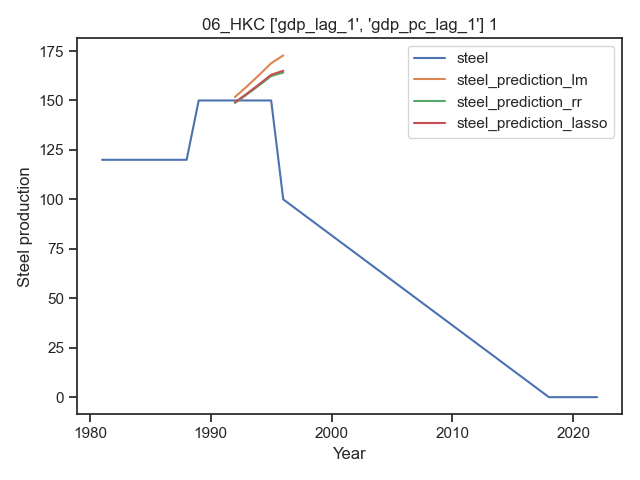 06_HKC ['gdp_lag_1', 'gdp_pc_lag_1'] 1
steel
steel_prediction_lm
steel_prediction_rr
steel_prediction_lasso
Steel production
175
150
125
100
75
50
25
0
1980
1990
2000
2010
2020
Year